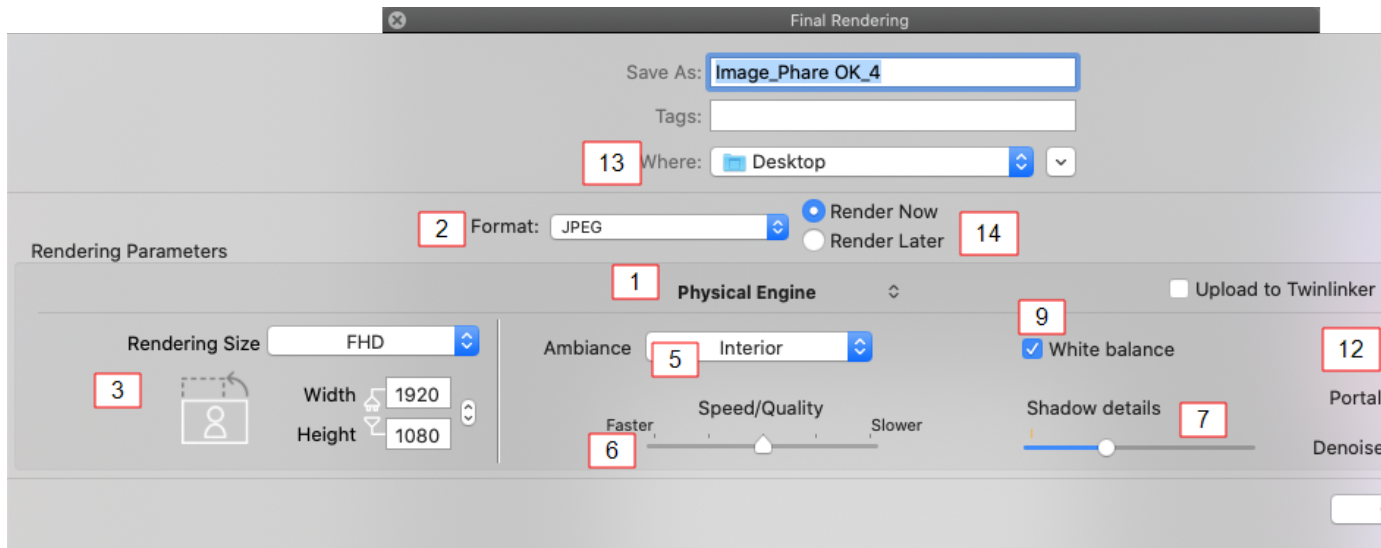 Final Rendering
Save As: Image_Phare OK_4
Tags:
13 Where: Desktop
2 Format: JPEG
Render Now
Render Later
14
Rendering Parameters
1 Physical Engine
Upload to Twinlinker
Rendering Size FHD
Ambiance 5 Interior
9
White balance
12
3
Width 1920
Height 1080
Speed/Quality
Faster Slower
6
Shadow details 7
Portal
Denoise